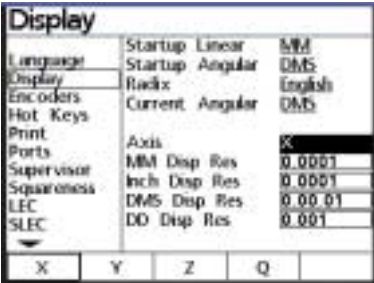 Display
Language
Display
Encoders
Hot Keys
Print
Ports
Supervisor
Squareness
LEC
SLEC
Startup Linear MM
Startup Angular DMS
Radix English
Current Angular DMS
Axis X
MM Disp Res 0.0001
Inch Disp Res 0.00001
DMS Disp Res 0.00.01
DD Disp Res 0.001
X Y Z Q